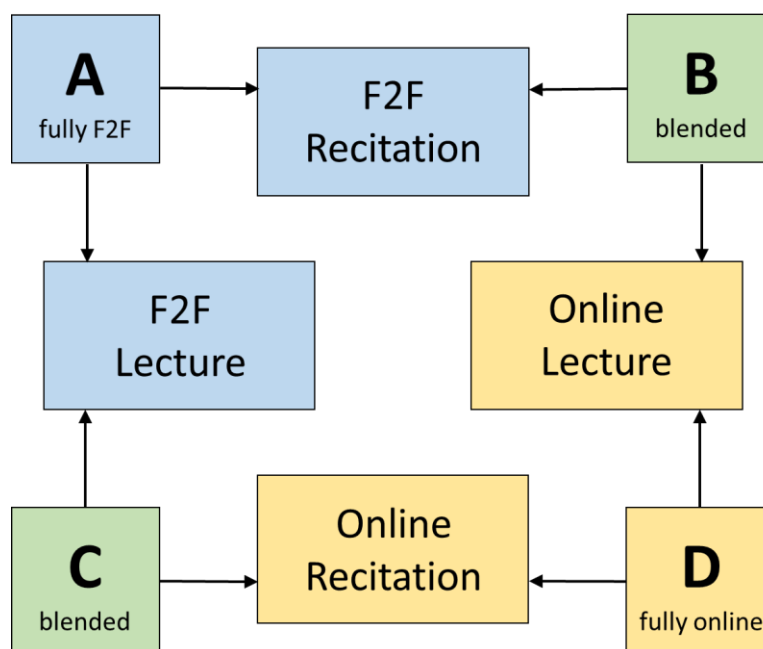 A
fully F2F
F2F
Recitation
B
blended
F2F
Lecture
Online
Lecture
C
blended
Online
Recitation
D
fully online